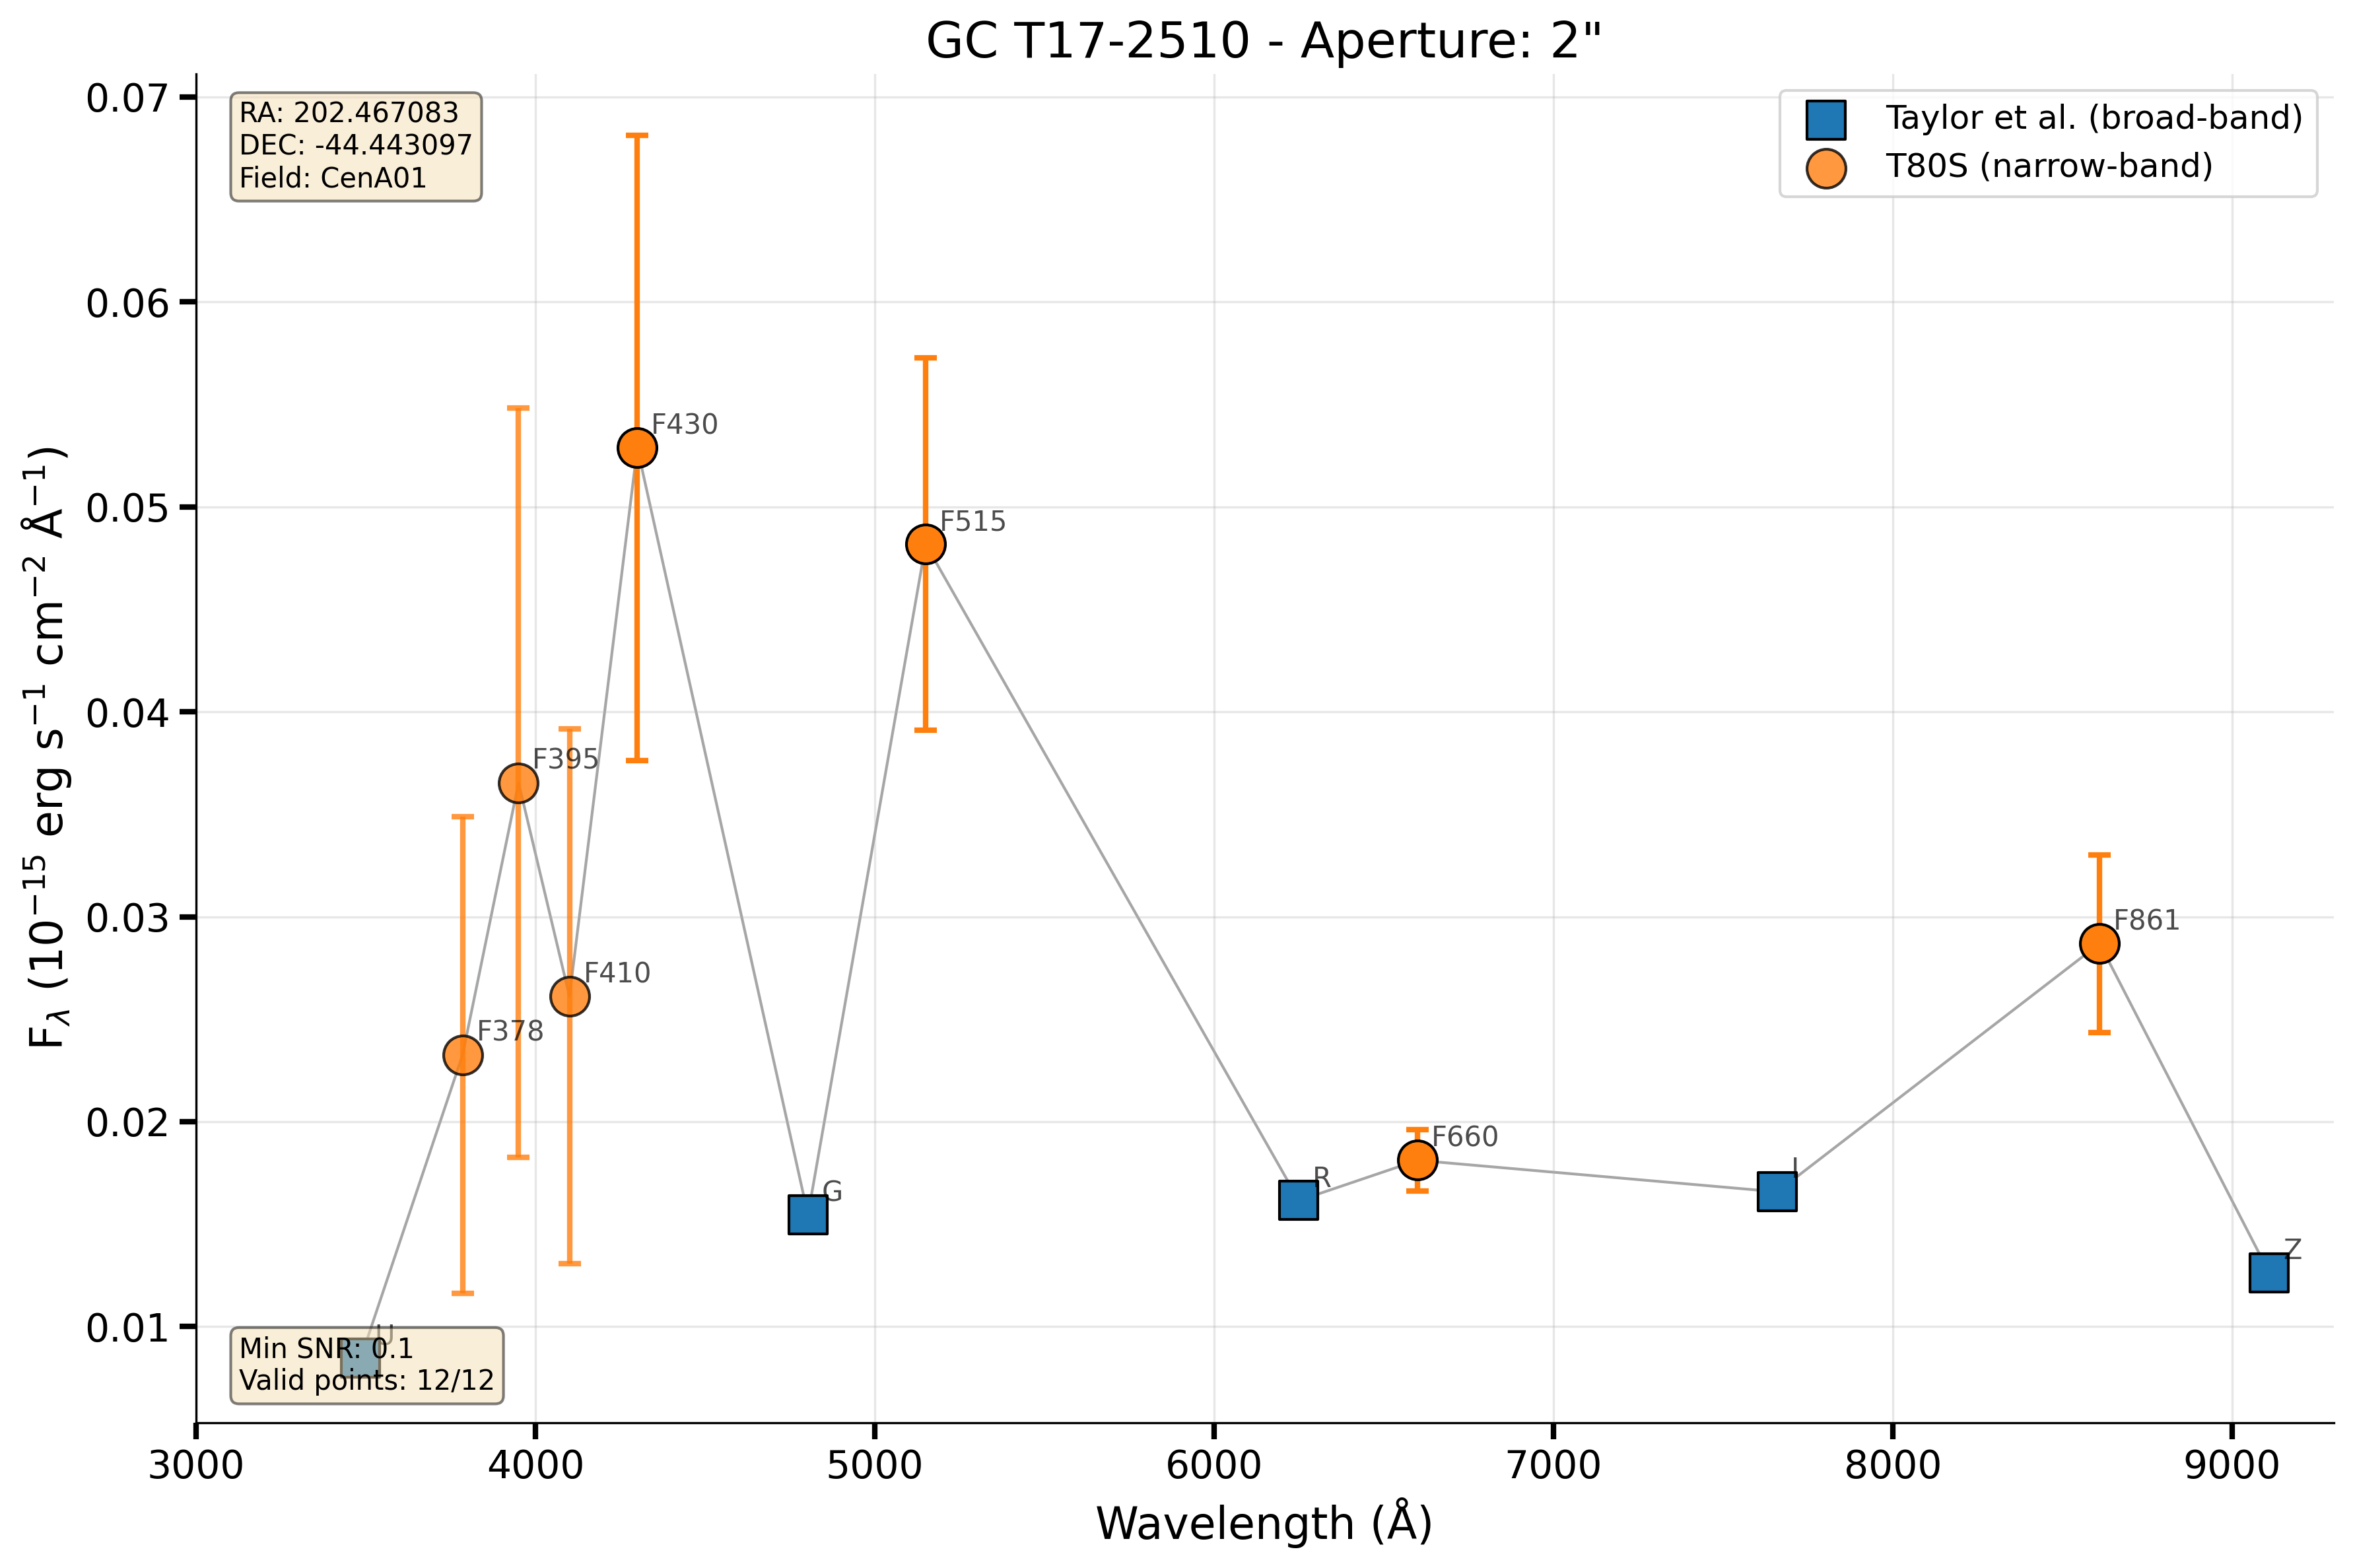 GC T17-2510 - Aperture: 2"
RA: 202.467083
DEC: -44.443097
Field: CenA01
Taylor et al. (broad-band)
T80S (narrow-band)
0.07
0.06
0.05
0.04
0.03
0.02
0.01
F_λ (10⁻¹⁵ erg s⁻¹ cm⁻² Å⁻¹)
F430
F515
F395
F410
F378
F861
F660
G
R
I
Z
U
Min SNR: 0.1
Valid points: 12/12
3000 4000 5000 6000 7000 8000 9000
Wavelength (Å)